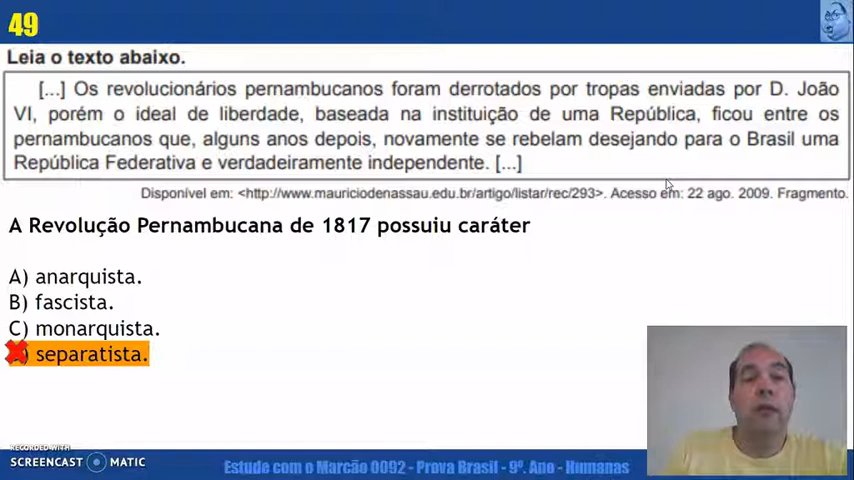 49
Leia o texto abaixo.
[...] Os revolucionários pernambucanos foram derrotados por tropas enviadas por D. João
VI, porém o ideal de liberdade, baseada na instituição de uma República, ficou entre os
pernambucanos que, alguns anos depois, novamente se rebelam desejando para o Brasil uma
República Federativa e verdadeiramente independente. [...]
Disponível em: <http://www.mauriciodenassau.edu.br/artigo/listar/rec/293>. Acesso em: 22 ago. 2009. Fragmento.
A Revolução Pernambucana de 1817 possuiu caráter
A) anarquista.
B) fascista.
C) monarquista.
) separatista.
RECORDED WITH
SCREENCAST MATIC
Estude com o Marcão 0092 - Prova Brasil - 9º. Ano - Humanas